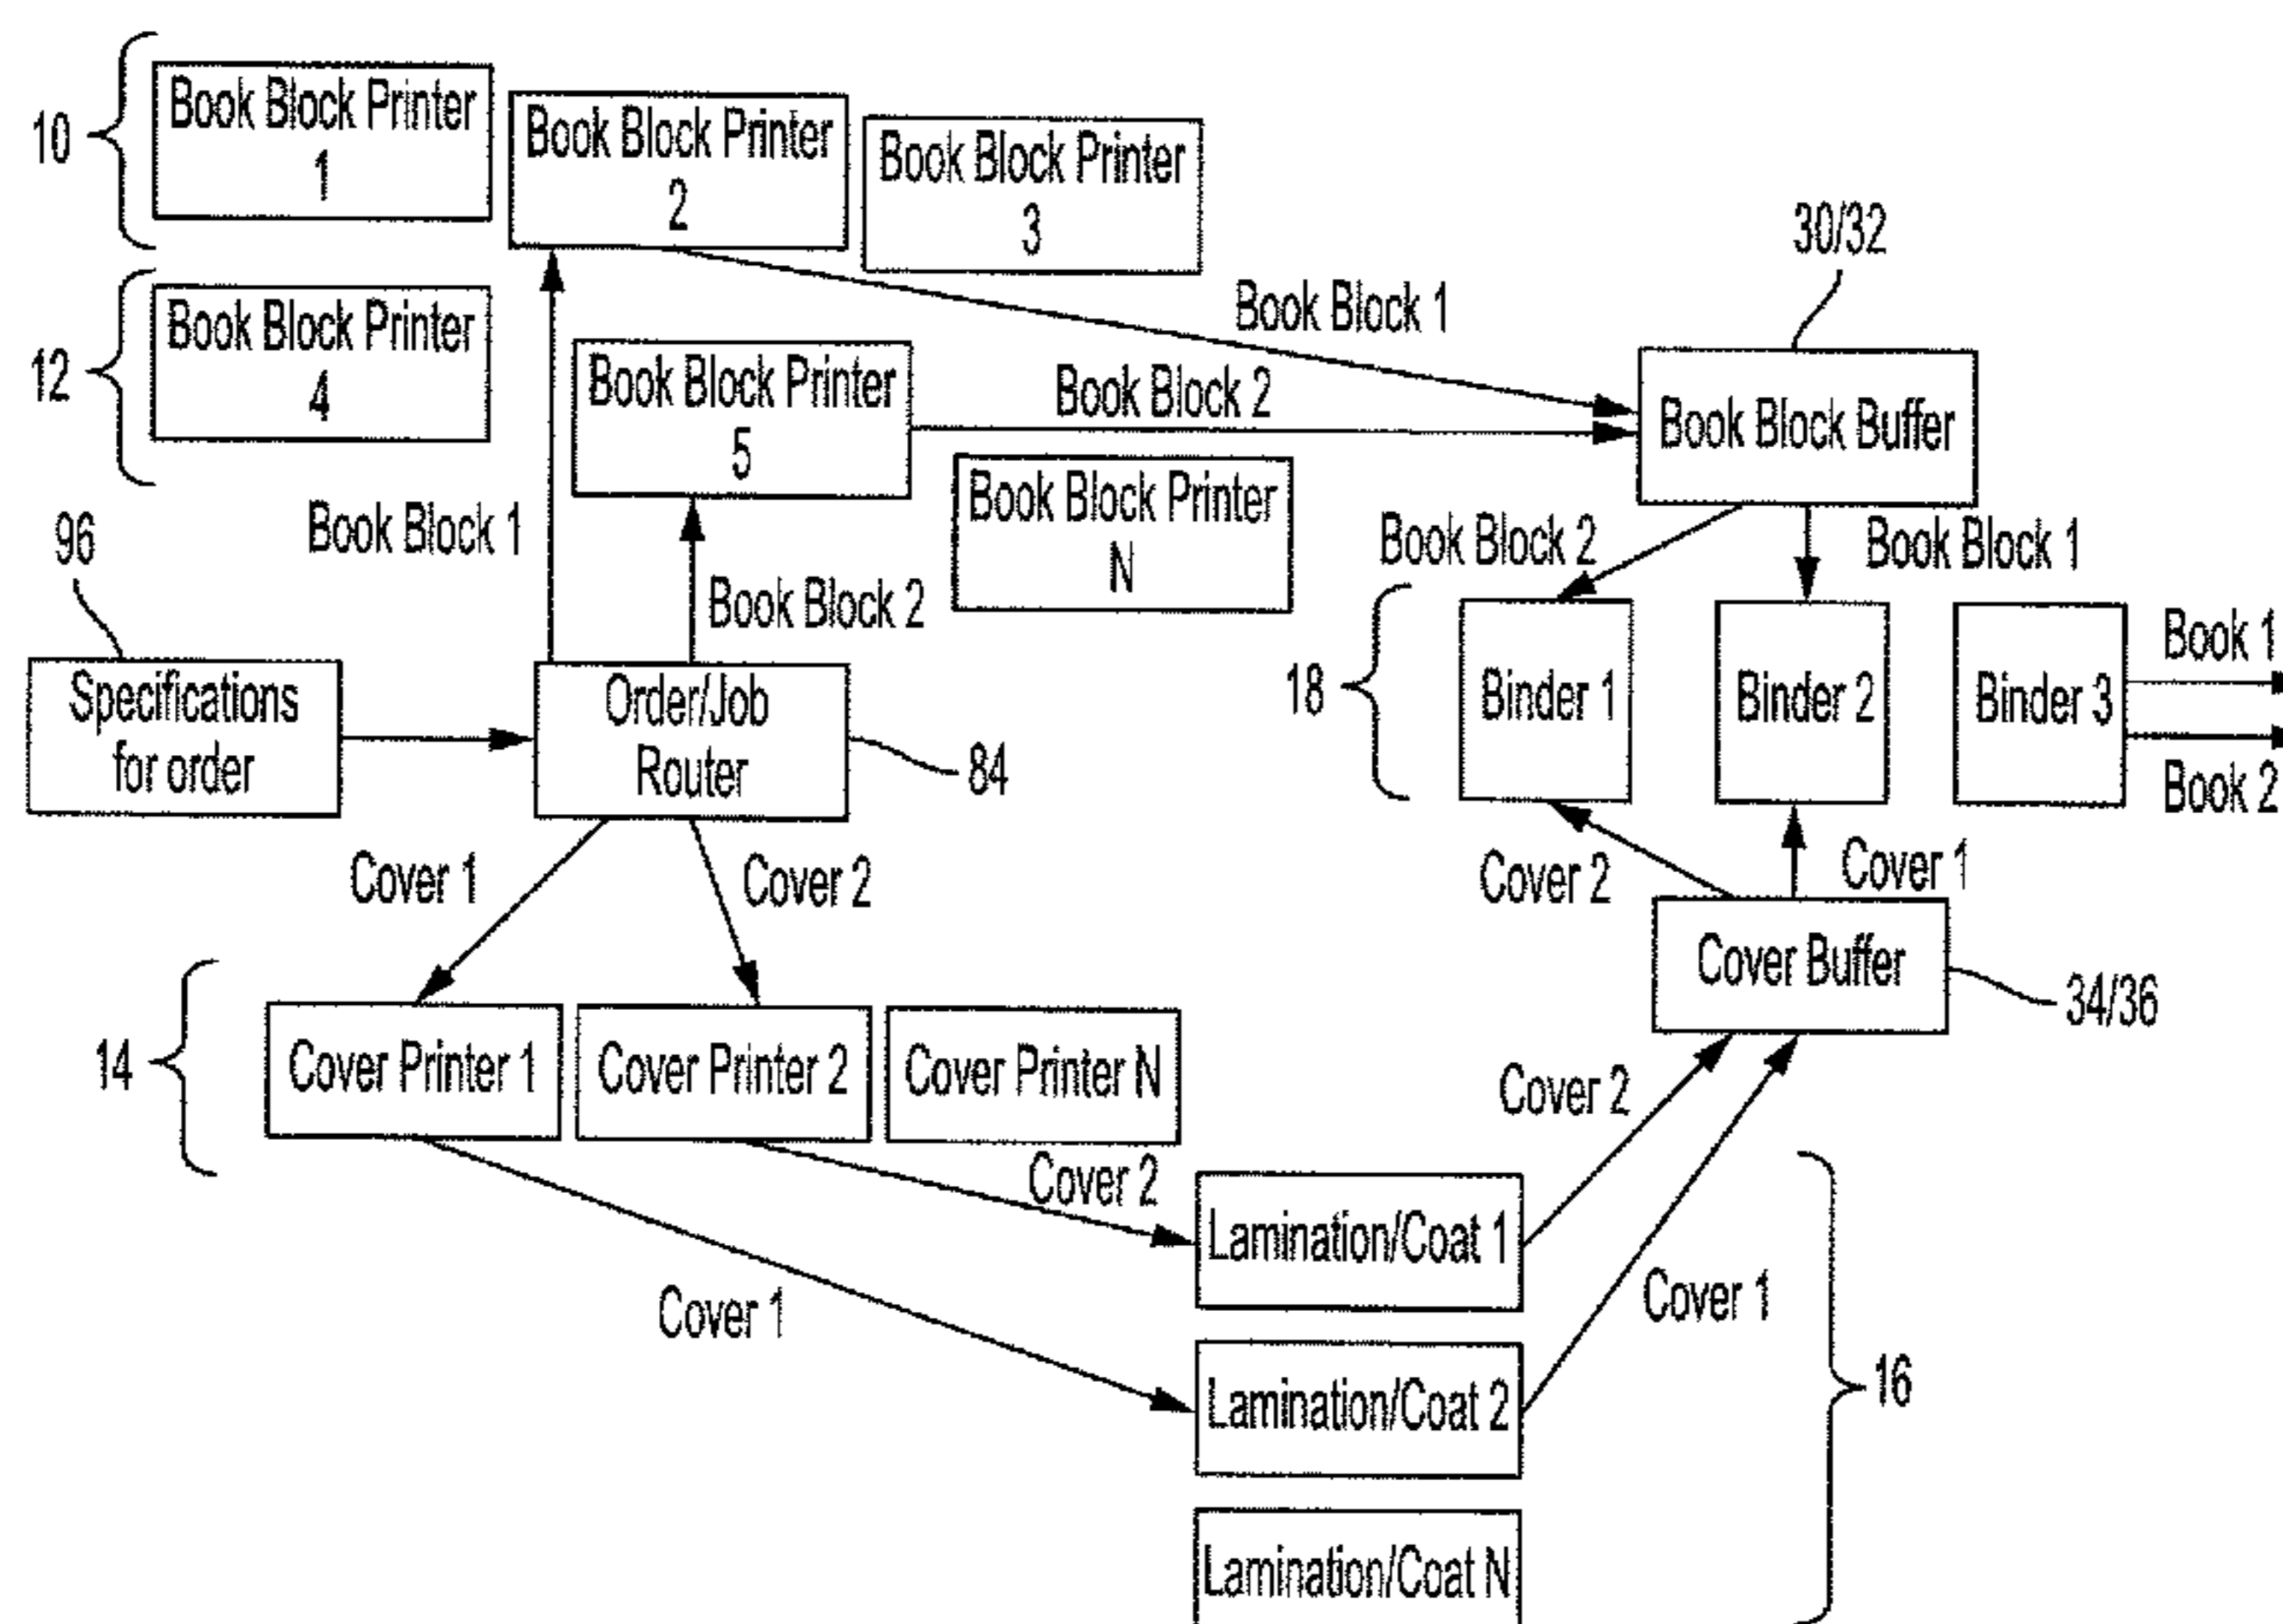 10
Book Block Printer
1
Book Block Printer
2
Book Block Printer
3
30/32
12
Book Block Printer
4
Book Block Printer
5
Book Block 1
Book Block 2
Book Block Buffer
Book Block Printer
N
96
Book Block 1
Book Block 2
Book Block 2
Book Block 1
Specifications
for order
Order/Job
Router
84
18
Binder 1
Binder 2
Binder 3
Book 1
Book 2
Cover 1
Cover 2
Cover 2
Cover 1
Cover Buffer
34/36
14
Cover Printer 1
Cover Printer 2
Cover Printer N
Cover 2
Cover 2
Cover 1
Cover 1
Lamination/Coat 1
Lamination/Coat 2
Lamination/Coat N
16